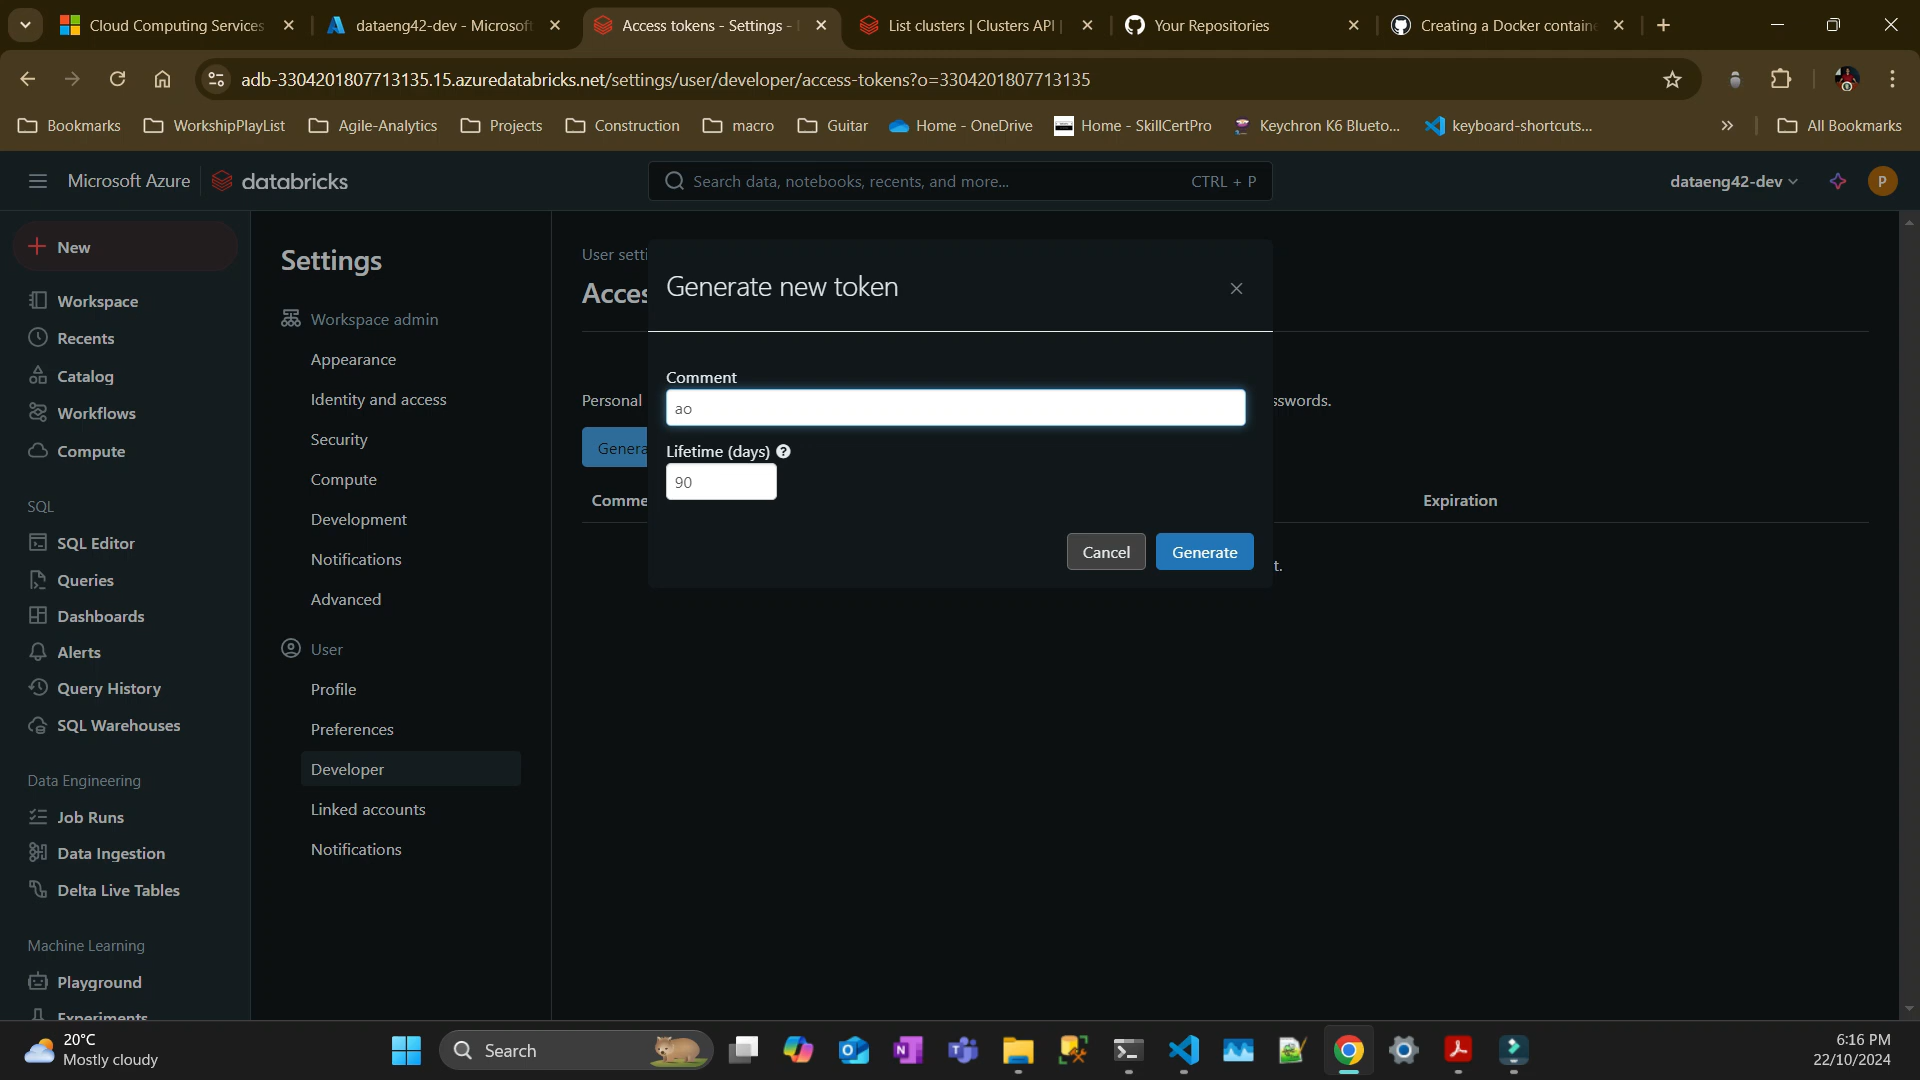 Cloud Computing Services
dataeng42-dev - Microsoft
Access tokens - Settings -
List clusters | Clusters API |
Your Repositories
Creating a Docker contain
adb-3304201807713135.15.azuredatabricks.net/settings/user/developer/access-tokens?o=3304201807713135
Bookmarks
WorkshipPlayList
Agile-Analytics
Projects
Construction
macro
Guitar
Home - OneDrive
Home - SkillCertPro
Keychron K6 Blueto...
keyboard-shortcuts...
All Bookmarks
Microsoft Azure
databricks
Search data, notebooks, recents, and more...
CTRL + P
dataeng42-dev
P
New
Workspace
Recents
Catalog
Workflows
Compute
SQL
SQL Editor
Queries
Dashboards
Alerts
Query History
SQL Warehouses
Data Engineering
Job Runs
Data Ingestion
Delta Live Tables
Machine Learning
Playground
Experiments
Settings
Workspace admin
Appearance
Identity and access
Security
Compute
Development
Notifications
Advanced
User
Profile
Preferences
Developer
Linked accounts
Notifications
User setti
Acces
Personal
sswords.
Genera
Comme
Expiration
t.
Generate new token
Comment
ao
Lifetime (days)
90
Cancel
Generate
20°C
Mostly cloudy
Search
6:16 PM
22/10/2024